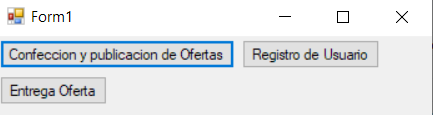 Form1
Confeccion y publicacion de Ofertas
Registro de Usuario
Entrega Oferta